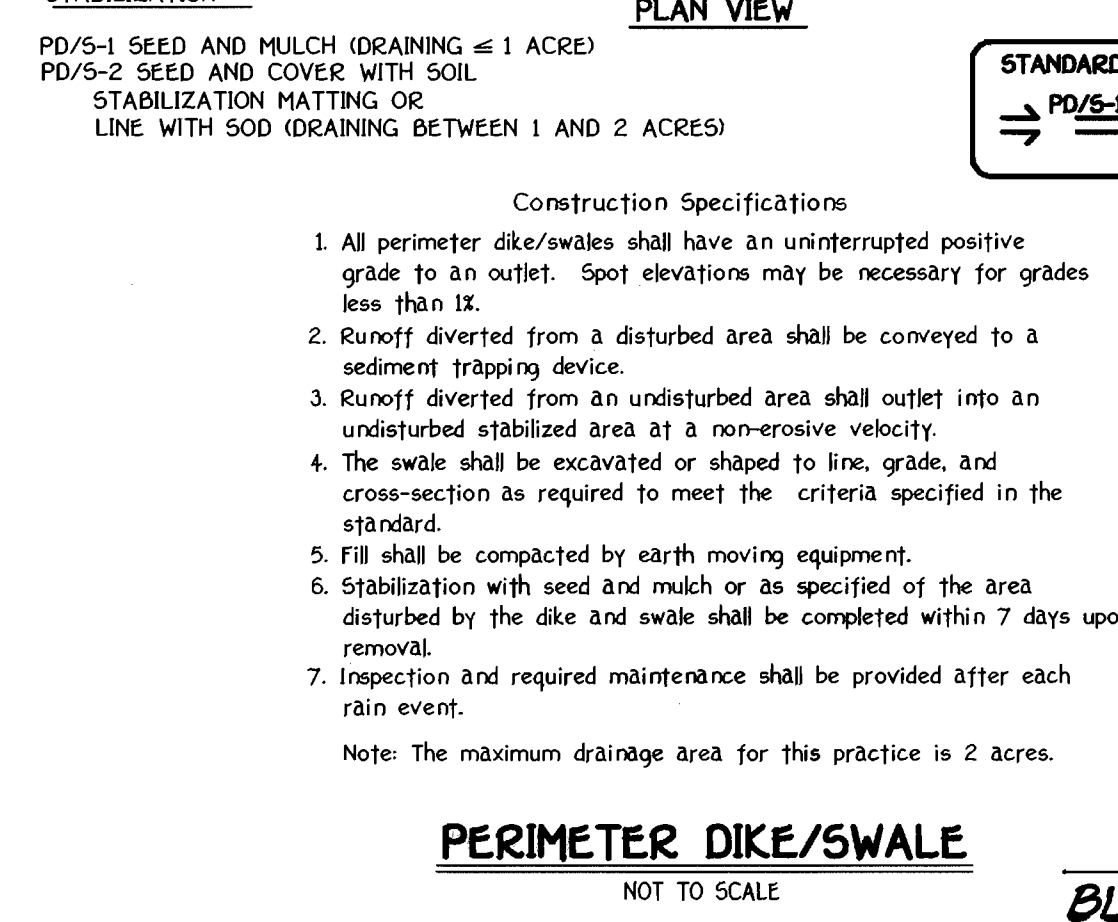 PLAN VIEW
PD/S-1 SEED AND MULCH (DRAINING ≤ 1 ACRE)
PD/S-2 SEED AND COVER WITH SOIL
STABILIZATION MATTING OR
LINE WITH SOD (DRAINING BETWEEN 1 AND 2 ACRES)
STANDARD
PD/S-1
Construction Specifications
1. All perimeter dike/swales shall have an uninterrupted positive
grade to an outlet. Spot elevations may be necessary for grades
less than 1%.
2. Runoff diverted from a disturbed area shall be conveyed to a
sediment trapping device.
3. Runoff diverted from an undisturbed area shall outlet into an
undisturbed stabilized area at a non-erosive velocity.
4. The swale shall be excavated or shaped to line, grade, and
cross-section as required to meet the criteria specified in the
standard.
5. Fill shall be compacted by earth moving equipment.
6. Stabilization with seed and mulch or as specified of the area
disturbed by the dike and swale shall be completed within 7 days upo
removal.
7. Inspection and required maintenance shall be provided after each
rain event.
Note: The maximum drainage area for this practice is 2 acres.
PERIMETER DIKE/SWALE
NOT TO SCALE